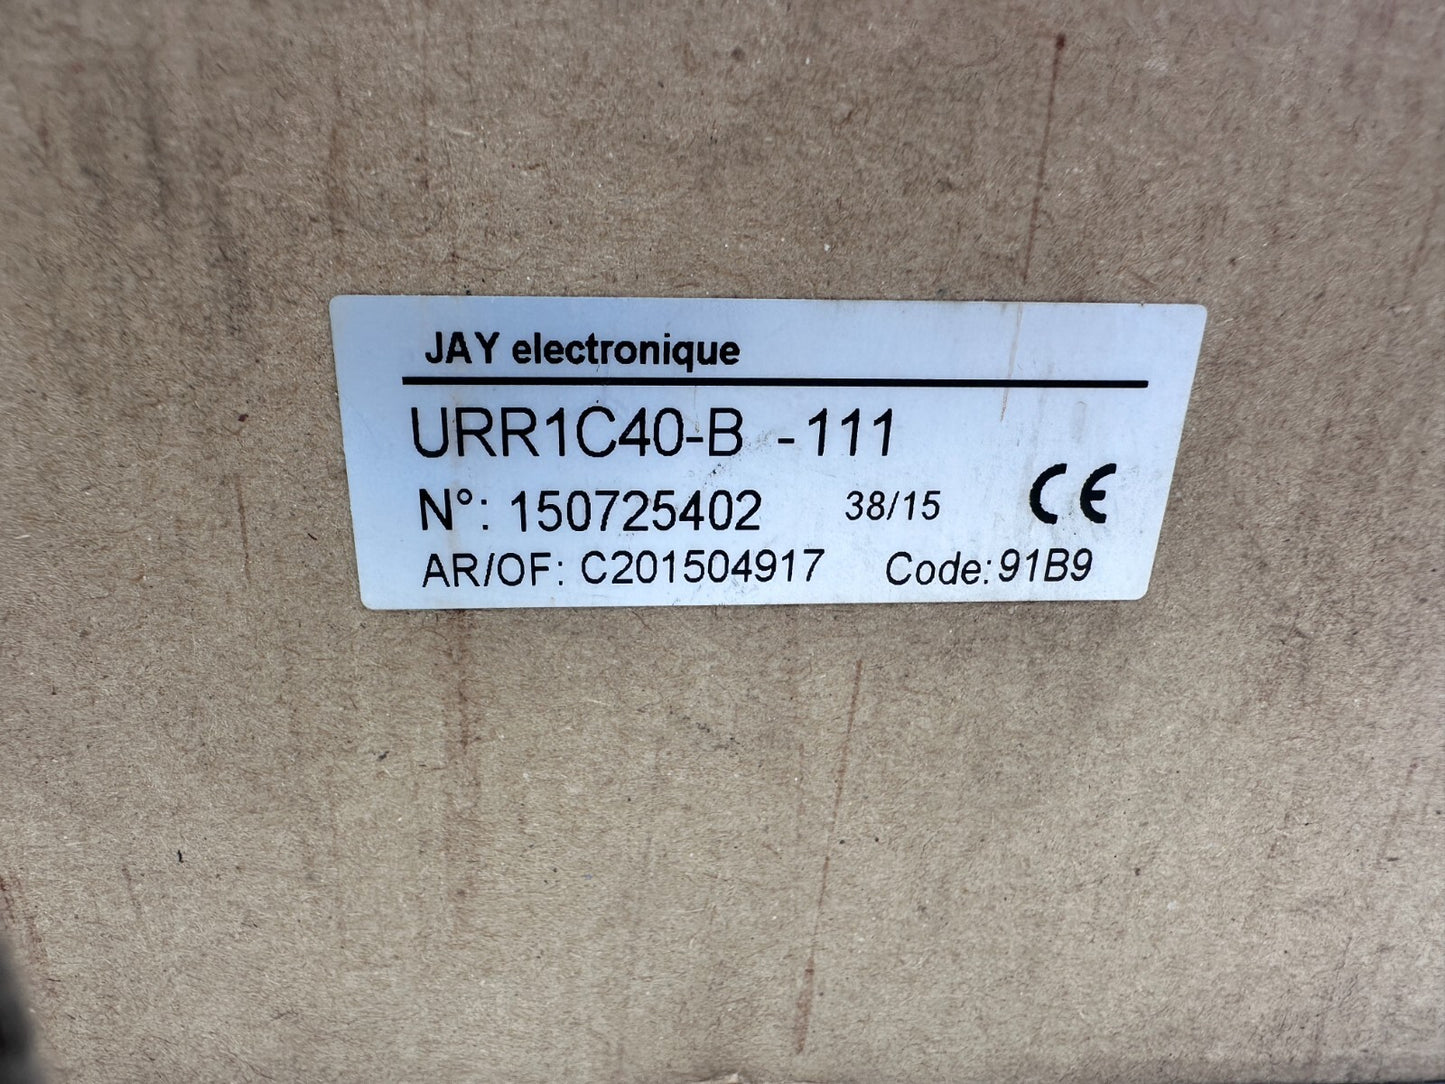 JAY electronique
URR1C40-B -111
N°: 150725402 38/15 CE
AR/OF: C201504917 Code: 91B9